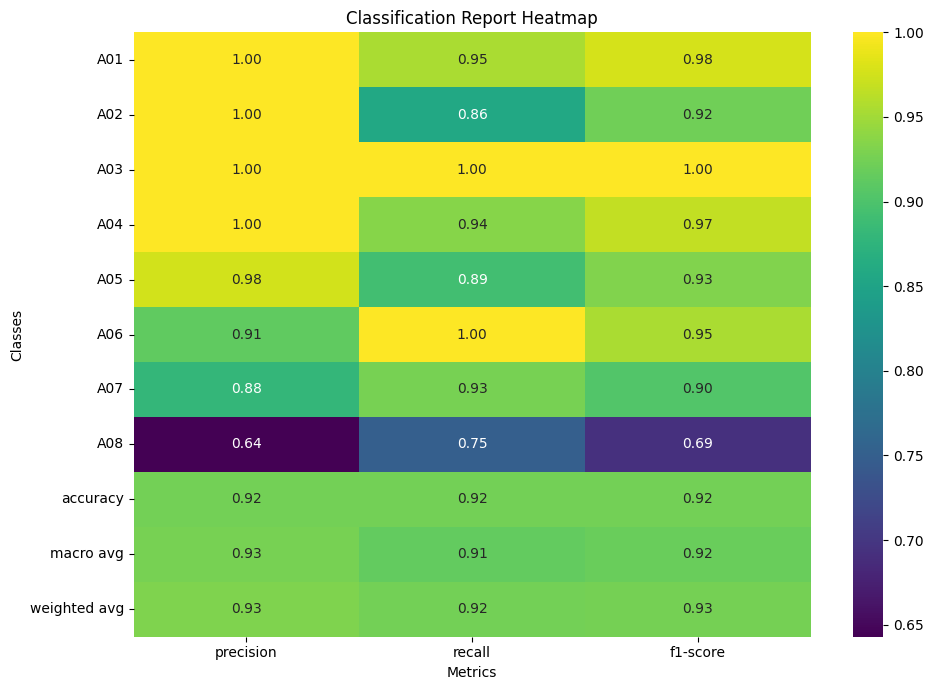 Classification Report Heatmap
Classes
A01 1.00 0.95 0.98
A02 1.00 0.86 0.92
A03 1.00 1.00 1.00
A04 1.00 0.94 0.97
A05 0.98 0.89 0.93
A06 0.91 1.00 0.95
A07 0.88 0.93 0.90
A08 0.64 0.75 0.69
accuracy 0.92 0.92 0.92
macro avg 0.93 0.91 0.92
weighted avg 0.93 0.92 0.93
precision recall f1-score
Metrics
1.00
0.95
0.90
0.85
0.80
0.75
0.70
0.65